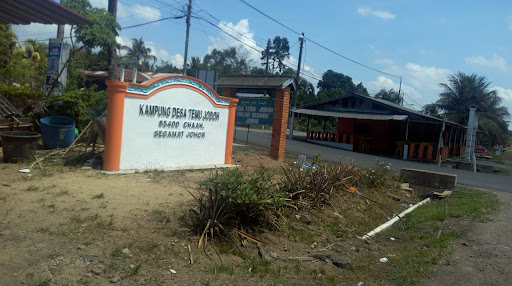 KAMPUNG DESA TEMU JODOH
85400 CHAAH,
SEGAMAT JOHOR